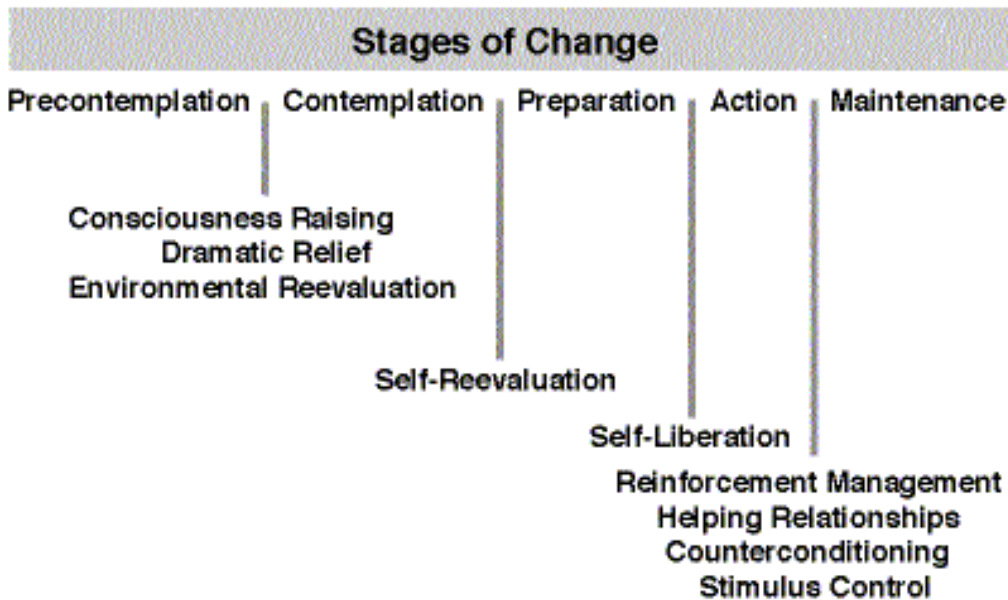 Stages of Change
Precontemplation Contemplation Preparation Action Maintenance
Consciousness Raising
Dramatic Relief
Environmental Reevaluation
Self-Reevaluation
Self-Liberation
Reinforcement Management
Helping Relationships
Counterconditioning
Stimulus Control